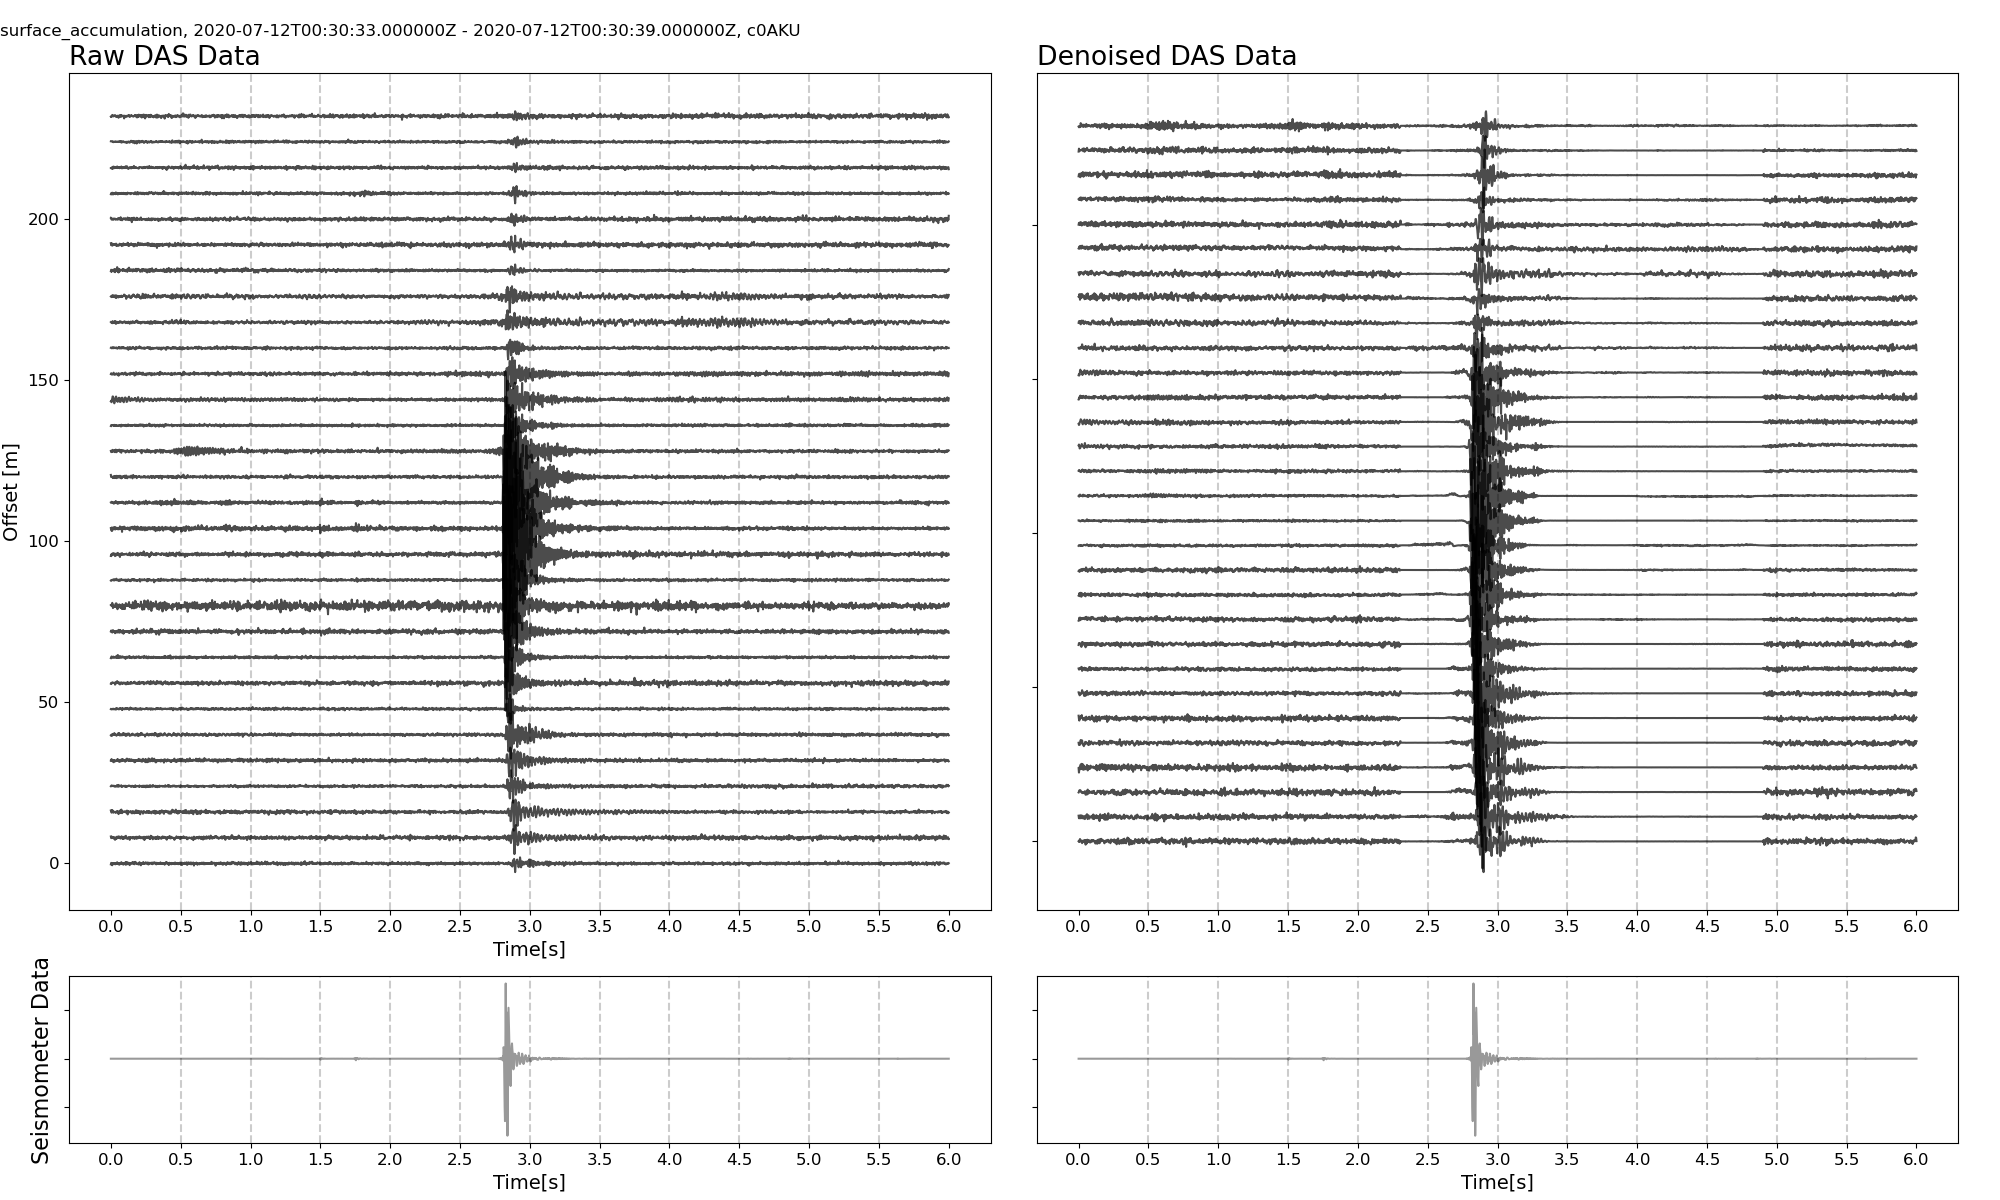 surface_accumulation, 2020-07-12T00:30:33.000000Z - 2020-07-12T00:30:39.000000Z, c0AKU
Raw DAS Data
Denoised DAS Data
Offset [m]
200
150
100
50
0
0.0 0.5 1.0 1.5 2.0 2.5 3.0 3.5 4.0 4.5 5.0 5.5 6.0
Time[s]
0.0 0.5 1.0 1.5 2.0 2.5 3.0 3.5 4.0 4.5 5.0 5.5 6.0
Seismometer Data
0.0 0.5 1.0 1.5 2.0 2.5 3.0 3.5 4.0 4.5 5.0 5.5 6.0
Time[s]
0.0 0.5 1.0 1.5 2.0 2.5 3.0 3.5 4.0 4.5 5.0 5.5 6.0
Time[s]